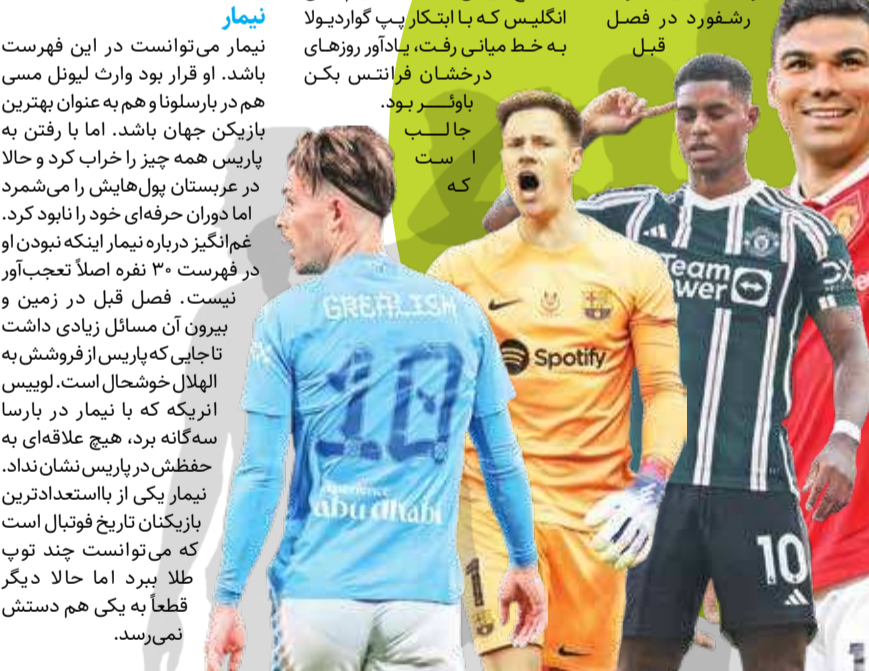 رشفورد در فصل
قبل
انگلیس که با ابتکار پپ گواردیولا
به خط میانی رفت، یادآور روزهای
درخشان فرانتس بکن
باوئر بود.
جالب
است
که
نیمار
نیمار می‌توانست در این فهرست
باشد. او قرار بود وارث لیونل مسی
هم در بارسلونا و هم به عنوان بهترین
بازیکن جهان باشد. اما با رفتن به
پاریس همه چیز را خراب کرد و حالا
در عربستان پول‌هایش را می‌شمرد
اما دوران حرفه‌ای خود را نابود کرد.
غم‌انگیز درباره نیمار اینکه نبودن او
در فهرست ۳۰ نفره اصلاً تعجب‌آور
نیست. فصل قبل در زمین و
بیرون آن مسائل زیادی داشت
تا جایی که پاریس از فروشش به
الهلال خوشحال است. لوییس
انریکه که با نیمار در بارسا
سه‌گانه برد، هیچ علاقه‌ای به
حفظش در پاریس نشان نداد.
نیمار یکی از بااستعدادترین
بازیکنان تاریخ فوتبال است
که می‌توانست چند توپ
طلا ببرد اما حالا دیگر
قطعاً به یکی هم دستش
نمی‌رسد.
GREALISH
10
experience
abu dhabi
Spotify
1
Team
wer
DX
10
1